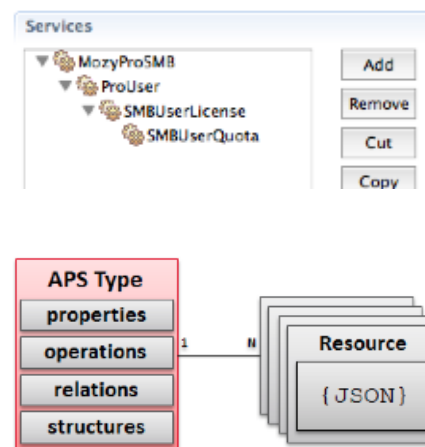 Services
MozyProSMB
ProUser
SMBUserLicense
SMBUserQuota
Add
Remove
Cut
Copy
APS Type
properties
operations
relations
structures
1
N
Resource
{JSON}